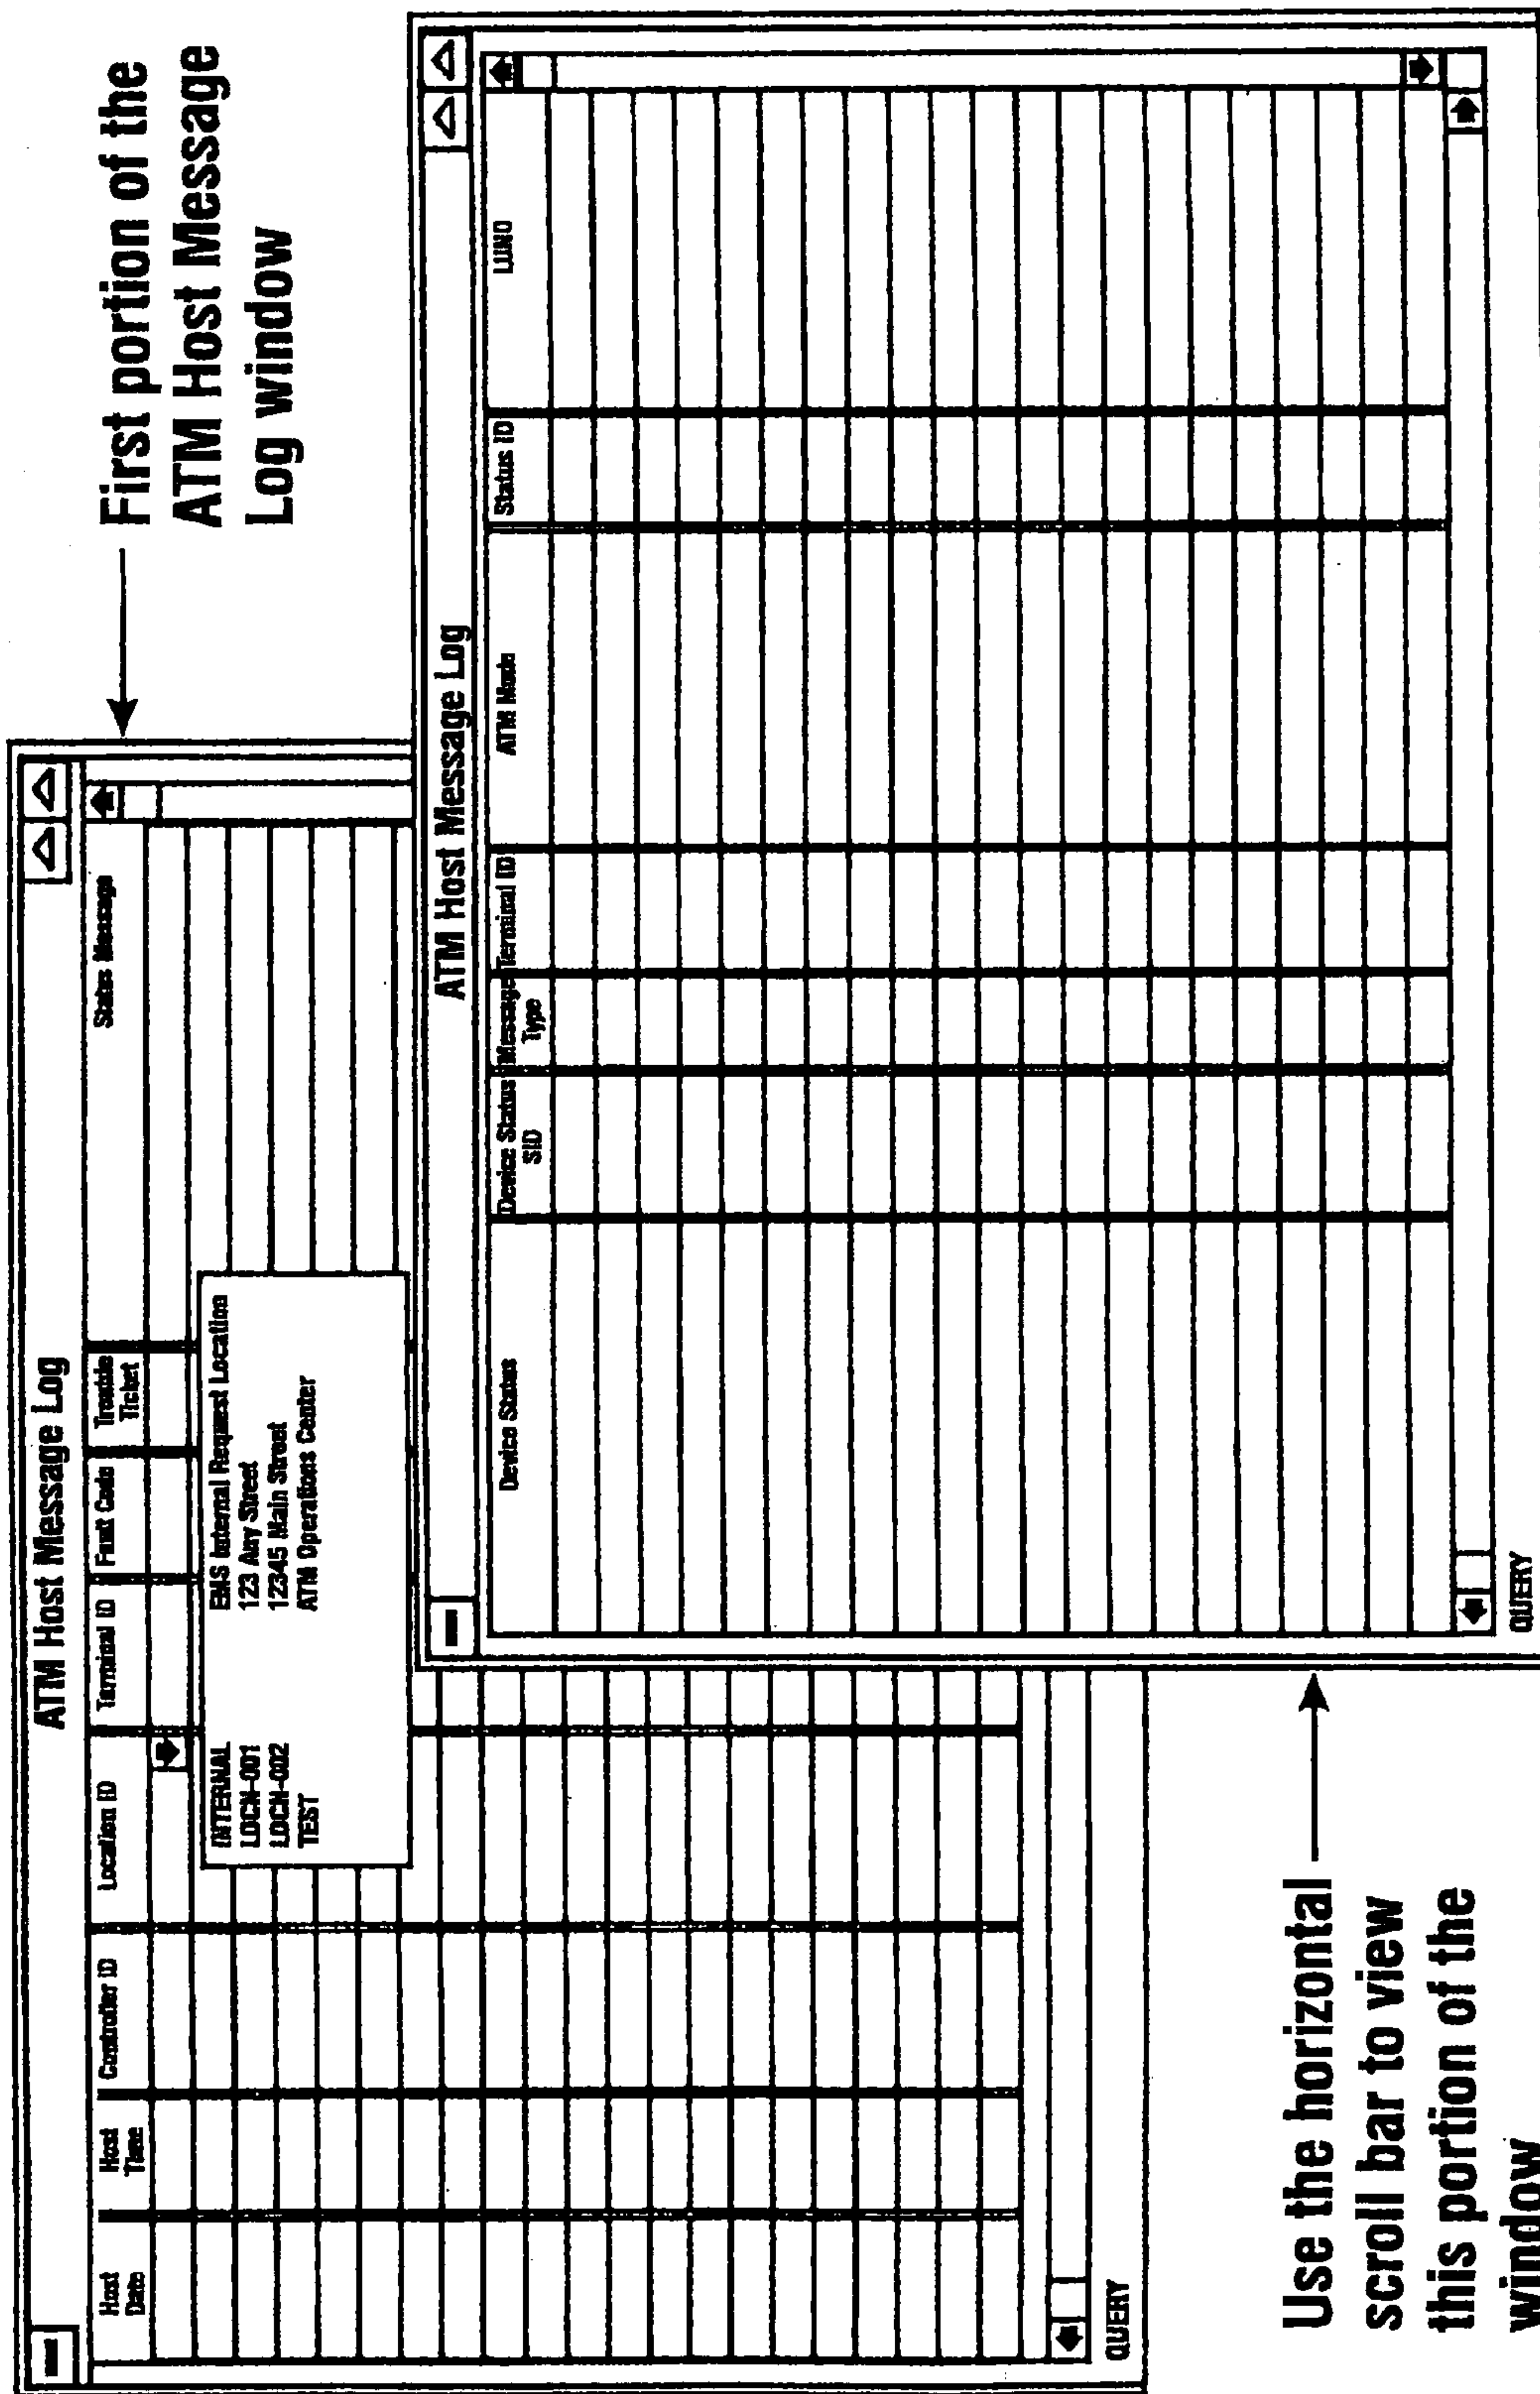 First portion of the
ATM Host Message
Log window
ATM Host Message Log
Host
Date
Host
Time
Controller ID
Location ID
Terminal ID
Fault Code
Trouble
Ticket
Status Message
INTERNAL EMS Internal Request Location
LOCN-001 123 Any Street
LOCN-002 12345 Main Street
TEST ATM Operations Center
QUERY
ATM Host Message Log
Device Status
Device Status
SID
Message
Type
Terminal ID
ATM Mode
Status ID
LUNO
QUERY
Use the horizontal
scroll bar to view
this portion of the
window